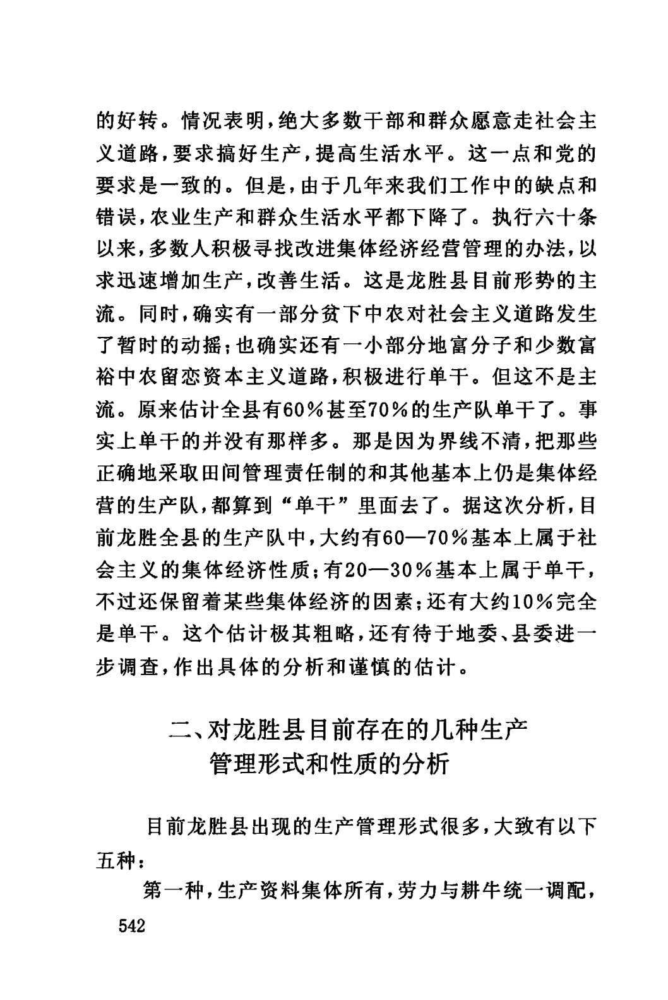 的好转。情况表明，绝大多数干部和群众愿意走社会主
义道路，要求搞好生产，提高生活水平。这一点和党的
要求是一致的。但是，由于几年来我们工作中的缺点和
错误，农业生产和群众生活水平都下降了。执行六十条
以来，多数人积极寻找改进集体经济经营管理的办法，以
求迅速增加生产，改善生活。这是龙胜县目前形势的主
流。同时，确实有一部分贫下中农对社会主义道路发生
了暂时的动摇；也确实还有一小部分地富分子和少数富
裕中农留恋资本主义道路，积极进行单干。但这不是主
流。原来估计全县有60％甚至70％的生产队单干了。事
实上单干的并没有那样多。那是因为界线不清，把那些
正确地采取田间管理责任制的和其他基本上仍是集体经
营的生产队，都算到“单干”里面去了。据这次分析，目
前龙胜全县的生产队中，大约有60—70％基本上属于社
会主义的集体经济性质；有20—30％基本上属于单干，
不过还保留着某些集体经济的因素；还有大约10％完全
是单干。这个估计极其粗略，还有待于地委、县委进一
步调查，作出具体的分析和谨慎的估计。
二、对龙胜县目前存在的几种生产
管理形式和性质的分析
目前龙胜县出现的生产管理形式很多，大致有以下
五种：
第一种，生产资料集体所有，劳力与耕牛统一调配，
542